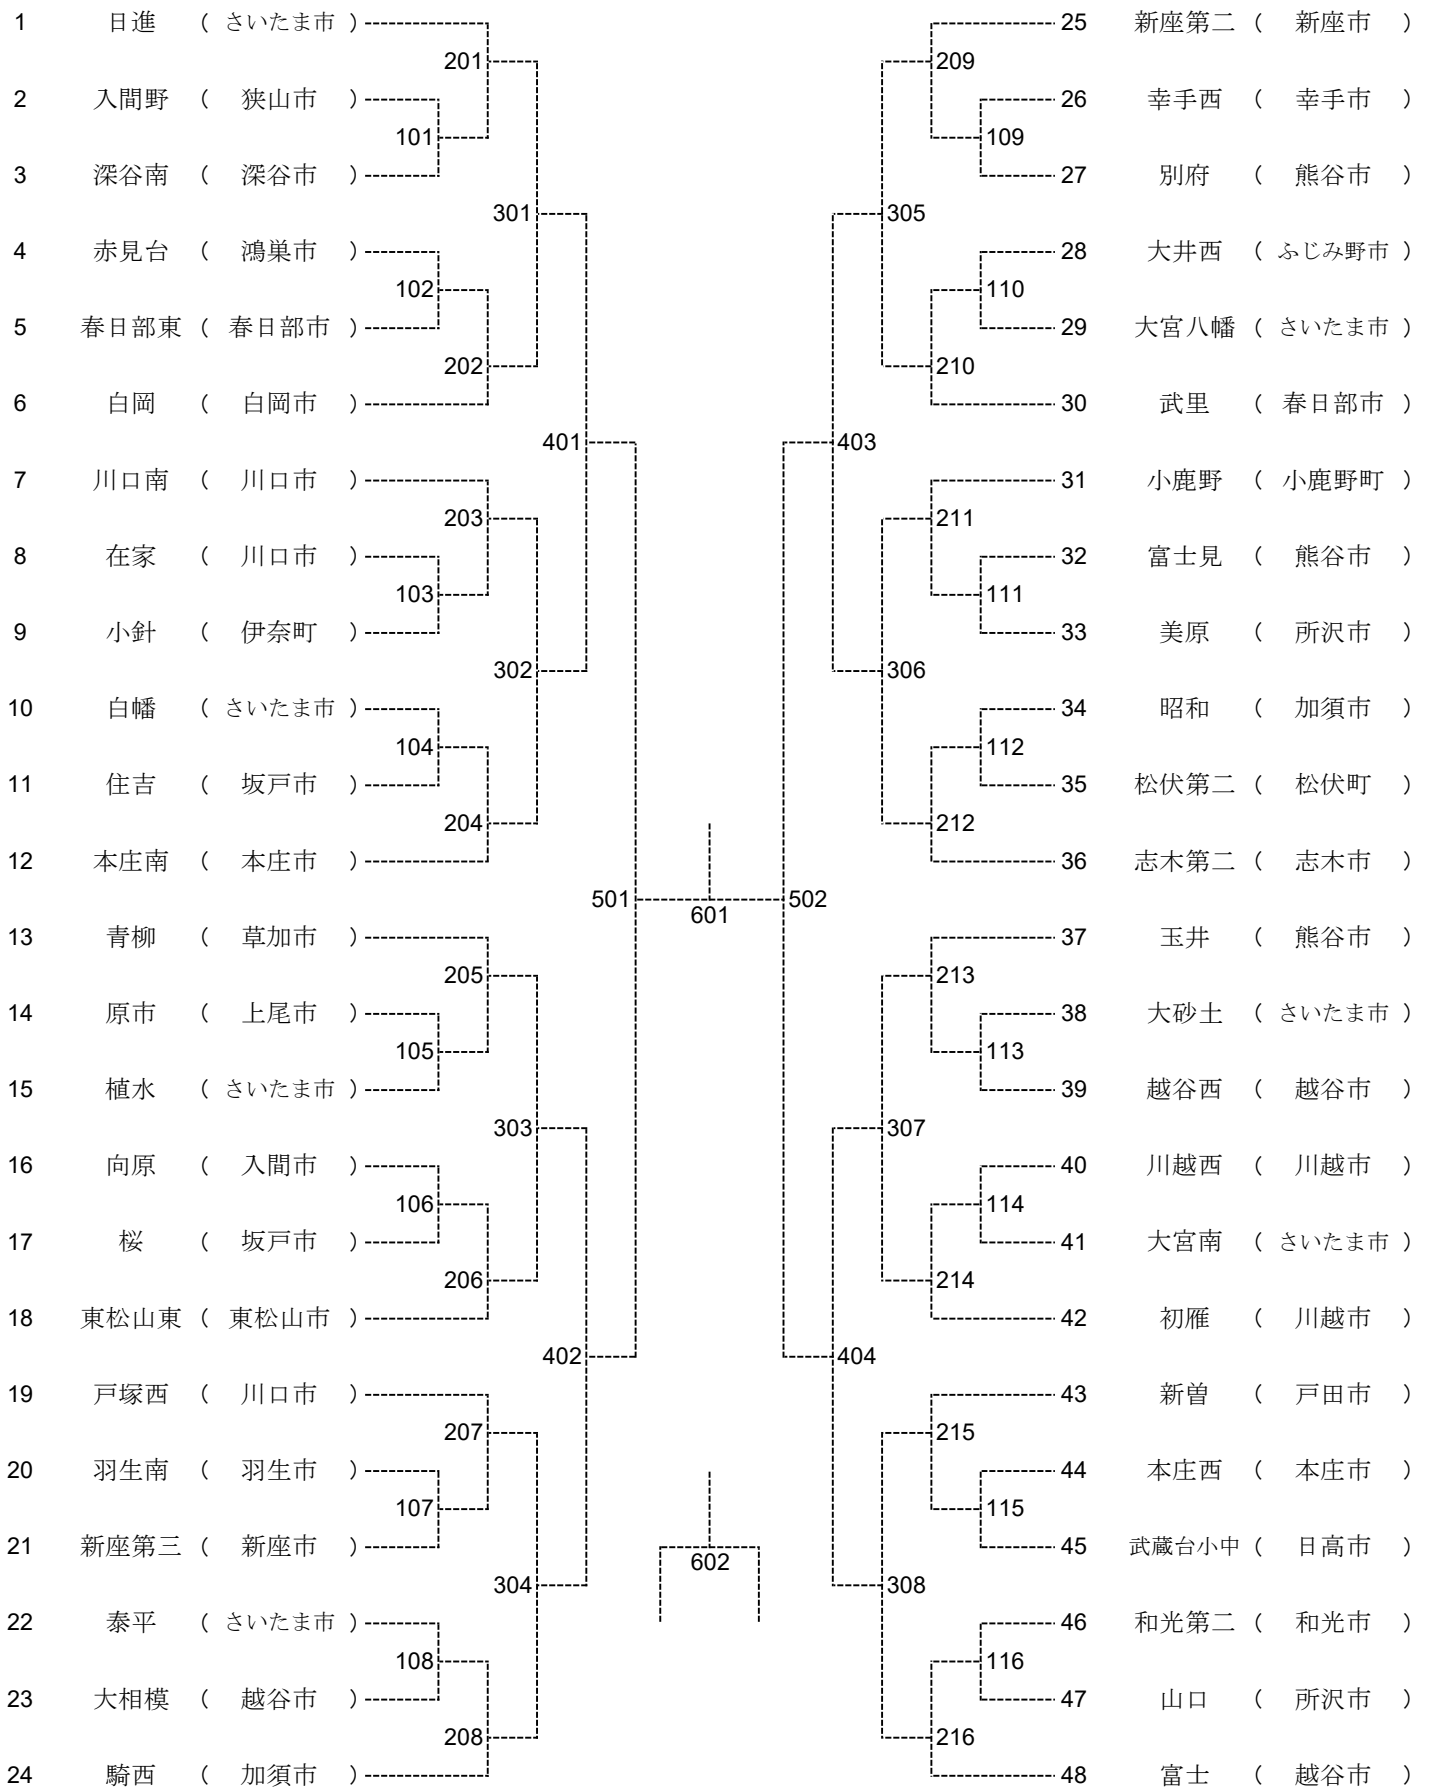 1 日進 （ さいたま市 ） 25 新座第二 （ 新座市 ）
201 209
2 入間野 （ 狭山市 ） 26 幸手西 （ 幸手市 ）
101 109
3 深谷南 （ 深谷市 ） 27 別府 （ 熊谷市 ）
301 305
4 赤見台 （ 鴻巣市 ） 28 大井西 （ ふじみ野市 ）
102 110
5 春日部東 （ 春日部市 ） 29 大宮八幡 （ さいたま市 ）
202 210
6 白岡 （ 白岡市 ） 30 武里 （ 春日部市 ）
401 403
7 川口南 （ 川口市 ） 31 小鹿野 （ 小鹿野町 ）
203 211
8 在家 （ 川口市 ） 32 富士見 （ 熊谷市 ）
103 111
9 小針 （ 伊奈町 ） 33 美原 （ 所沢市 ）
302 306
10 白幡 （ さいたま市 ） 34 昭和 （ 加須市 ）
104 112
11 住吉 （ 坂戸市 ） 35 松伏第二 （ 松伏町 ）
204 212
12 本庄南 （ 本庄市 ） 36 志木第二 （ 志木市 ）
501 502
601
13 青柳 （ 草加市 ） 37 玉井 （ 熊谷市 ）
205 213
14 原市 （ 上尾市 ） 38 大砂土 （ さいたま市 ）
105 113
15 植水 （ さいたま市 ） 39 越谷西 （ 越谷市 ）
303 307
16 向原 （ 入間市 ） 40 川越西 （ 川越市 ）
106 114
17 桜 （ 坂戸市 ） 41 大宮南 （ さいたま市 ）
206 214
18 東松山東 （ 東松山市 ） 42 初雁 （ 川越市 ）
402 404
19 戸塚西 （ 川口市 ） 43 新曽 （ 戸田市 ）
207 215
20 羽生南 （ 羽生市 ） 44 本庄西 （ 本庄市 ）
107 115
21 新座第三 （ 新座市 ） 45 武蔵台小中 （ 日高市 ）
602
304 308
22 泰平 （ さいたま市 ） 46 和光第二 （ 和光市 ）
108 116
23 大相模 （ 越谷市 ） 47 山口 （ 所沢市 ）
208 216
24 騎西 （ 加須市 ） 48 富士 （ 越谷市 ）